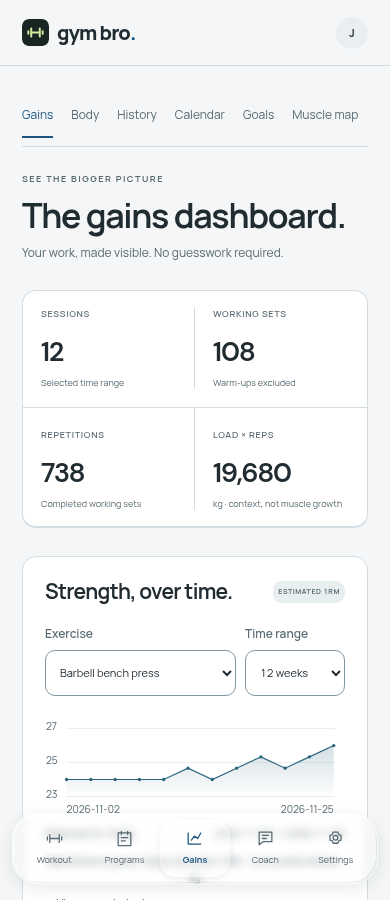 gym bro.
J
Gains Body History Calendar Goals Muscle map
SEE THE BIGGER PICTURE
The gains dashboard.
Your work, made visible. No guesswork required.
SESSIONS
12
Selected time range
WORKING SETS
108
Warm-ups excluded
REPETITIONS
738
Completed working sets
LOAD × REPS
19,680
kg · context, not muscle growth
Strength, over time.
ESTIMATED 1RM
Exercise
Time range
Barbell bench press
12 weeks
27
25
23
2026-11-02
2026-11-25
Workout Programs Gains Coach Settings